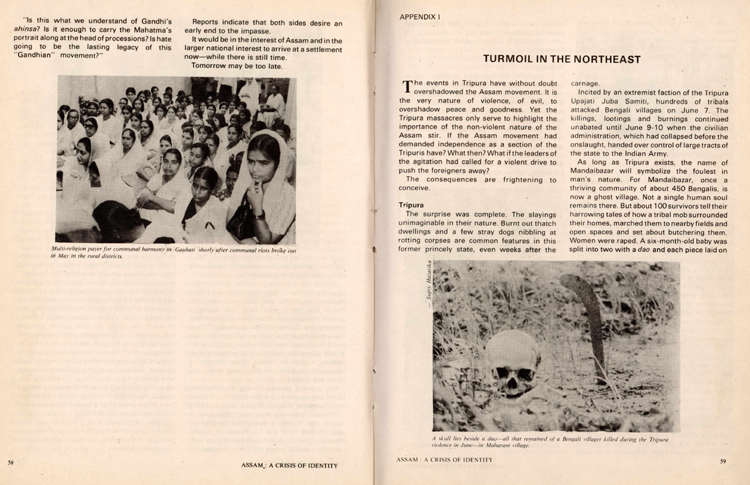 "Is this what we understand of Gandhi's
ahinsa? Is it enough to carry the Mahatma's
portrait along at the head of processions? Is hate
going to be the lasting legacy of this
"Gandhian" movement?"
Reports indicate that both sides desire an
early end to the impasse.
It would be in the interest of Assam and in the
larger national interest to arrive at a settlement
now—while there is still time.
Tomorrow may be too late.
Multi-religion payer for communal harmony in Gauhati shorly after communal riots broke out
in May in the rural districts.
58
ASSAM : A CRISIS OF IDENTITY
APPENDIX I
TURMOIL IN THE NORTHEAST
The events in Tripura have without doubt
overshadowed the Assam movement. It is
the very nature of violence, of evil, to
overshadow peace and goodness. Yet the
Tripura massacres only serve to highlight the
importance of the non-violent nature of the
Assam stir. If the Assam movement had
demanded independence as a section of the
Tripuris have? What then? What if the leaders of
the agitation had called for a violent drive to
push the foreigners away?
The consequences are frightening to
conceive.
Tripura
The surprise was complete. The slayings
unimaginable in their nature. Burnt out thatch
dwellings and a few stray dogs nibbling at
rotting corpses are common features in this
former princely state, even weeks after the
carnage.
Incited by an extremist faction of the Tripura
Upajati Juba Samiti, hundreds of tribals
attacked Bengali villages on June 7. The
killings, lootings and burnings continued
unabated until June 9-10 when the civilian
administration, which had collapsed before the
onslaught, handed over control of large tracts of
the state to the Indian Army.
As long as Tripura exists, the name of
Mandaibazar will symbolize the foulest in
man's nature. For Mandaibazar, once a
thriving community of about 450 Bengalis, is
now a ghost village. Not a single human soul
remains there. But about 100 survivors tell their
harrowing tales of how a tribal mob surrounded
their homes, marched them to nearby fields and
open spaces and set about butchering them.
Women were raped. A six-month-old baby was
split into two with a dao and each piece laid on
— Sanjoy Hazarika
A skull lies beside a dao—all that remained of a Bengali villager killed during the Tripura
violence in June—in Maharani village.
ASSAM : A CRISIS OF IDENTITY
59